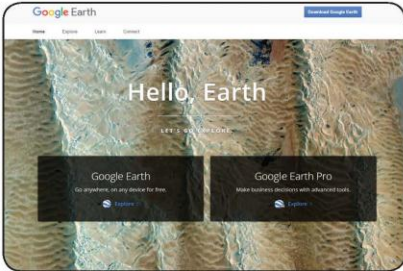 Google Earth
Download Google Earth
Home Explore Learn Connect
Hello, Earth
LET'S GO EXPLORE
Google Earth
Go anywhere, on any device for free.
Explore
Google Earth Pro
Make business decisions with advanced tools.
Explore